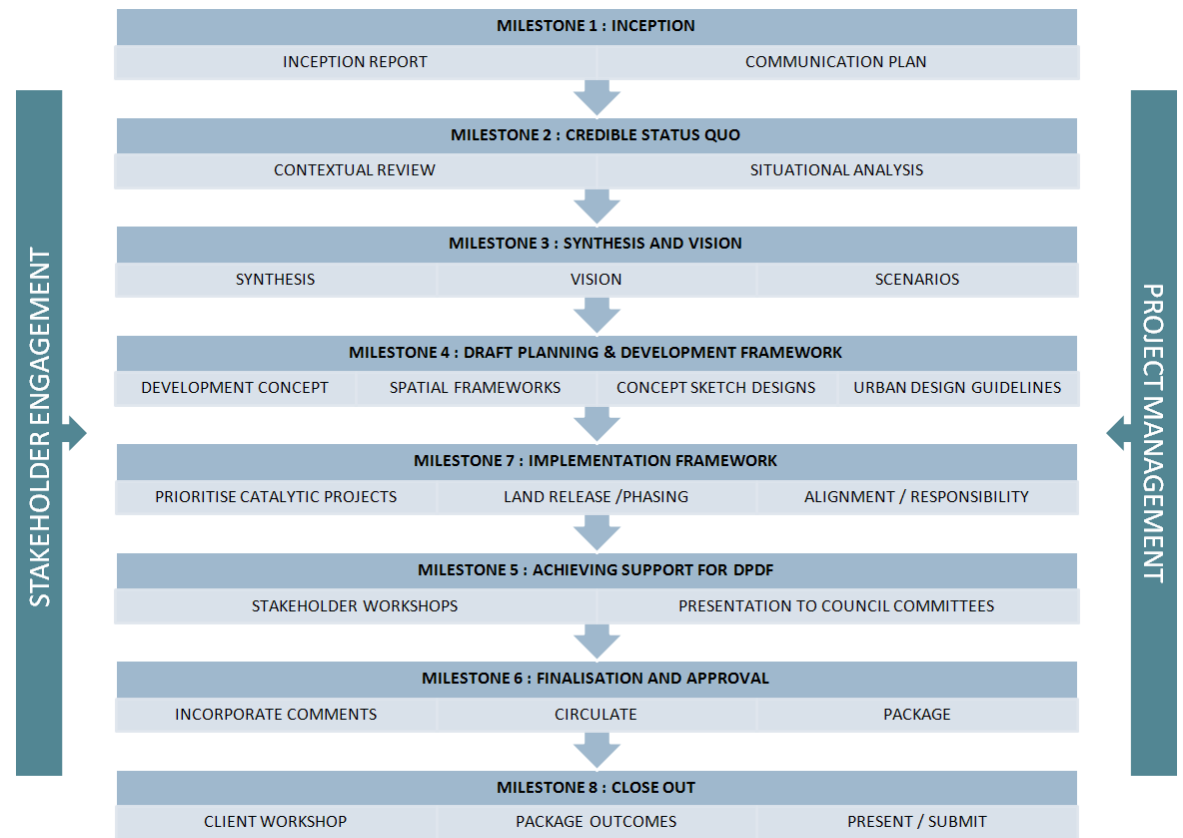 MILESTONE 1 : INCEPTION
INCEPTION REPORT
COMMUNICATION PLAN
MILESTONE 2 : CREDIBLE STATUS QUO
CONTEXTUAL REVIEW
SITUATIONAL ANALYSIS
MILESTONE 3 : SYNTHESIS AND VISION
SYNTHESIS
VISION
SCENARIOS
MILESTONE 4 : DRAFT PLANNING & DEVELOPMENT FRAMEWORK
DEVELOPMENT CONCEPT
SPATIAL FRAMEWORKS
CONCEPT SKETCH DESIGNS
URBAN DESIGN GUIDELINES
MILESTONE 7 : IMPLEMENTATION FRAMEWORK
PRIORITISE CATALYTIC PROJECTS
LAND RELEASE /PHASING
ALIGNMENT / RESPONSIBILITY
MILESTONE 5 : ACHIEVING SUPPORT FOR DPDF
STAKEHOLDER WORKSHOPS
PRESENTATION TO COUNCIL COMMITTEES
MILESTONE 6 : FINALISATION AND APPROVAL
INCORPORATE COMMENTS
CIRCULATE
PACKAGE
MILESTONE 8 : CLOSE OUT
CLIENT WORKSHOP
PACKAGE OUTCOMES
PRESENT / SUBMIT
STAKEHOLDER ENGAGEMENT
PROJECT MANAGEMENT